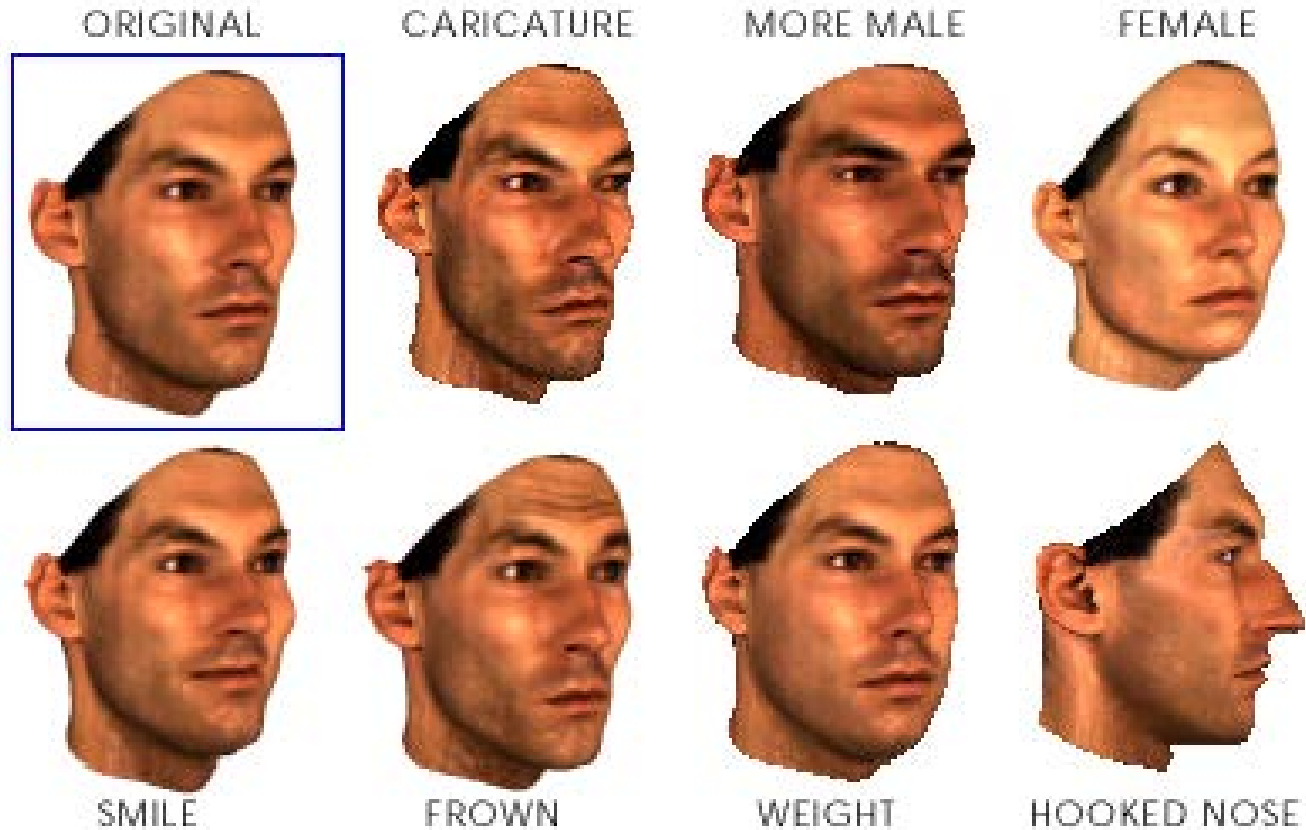 ORIGINAL
CARICATURE
MORE MALE
FEMALE
SMILE
FROWN
WEIGHT
HOOKED NOSE